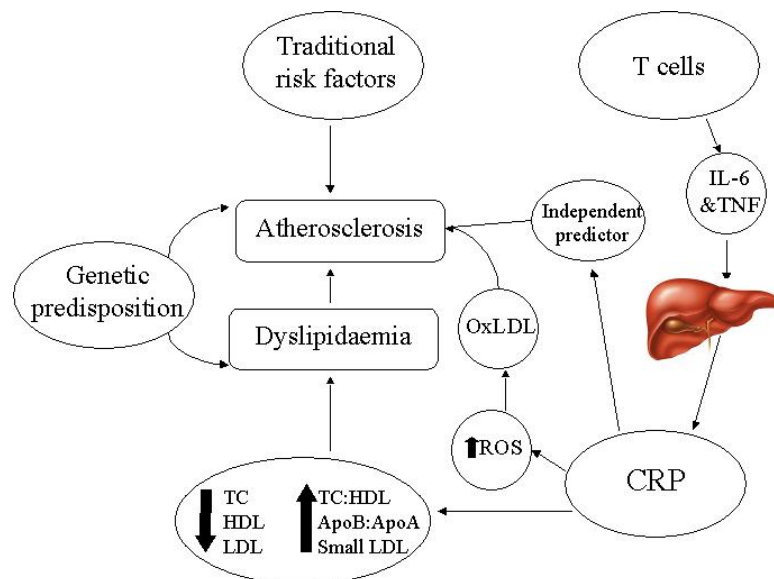 Traditional
risk factors
T cells
IL-6
&TNF
Independent
predictor
Atherosclerosis
Genetic
predisposition
OxLDL
Dyslipidaemia
ROS
CRP
TC
HDL
LDL
TC:HDL
ApoB:ApoA
Small LDL